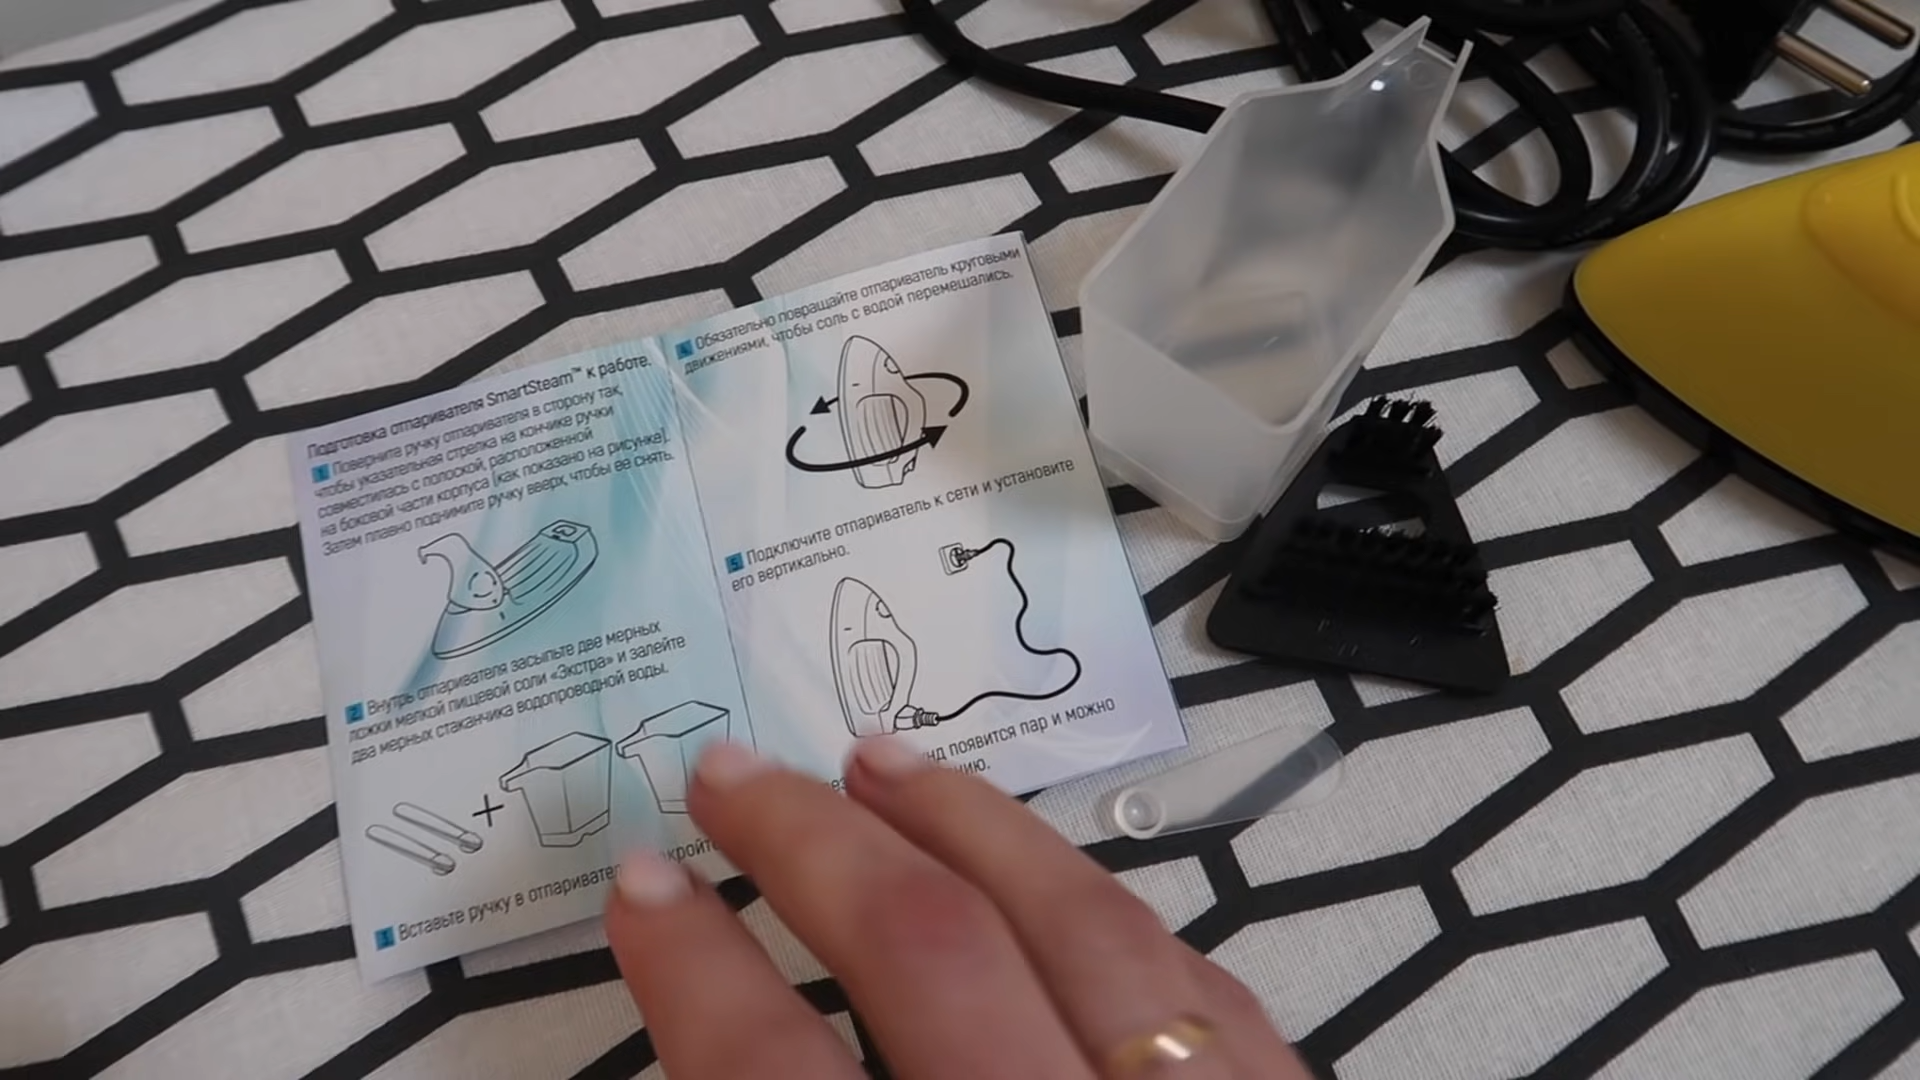 Подготовка отпаривателя SmartSteam™ к работе.
1. Поверните ручку отпаривателя в сторону так,
чтобы указательная стрелка на кончике ручки
совместилась с полоской, расположенной
на боковой части корпуса (как показано на рисунке).
Затем плавно поднимите ручку вверх, чтобы ее снять.
2. Внутрь отпаривателя засыпьте две мерных
ложки мелкой пищевой соли «Экстра» и залейте
два мерных стаканчика водопроводной воды.
3. Вставьте ручку в
4. Обязательно повращайте отпариватель круговыми
движениями, чтобы соль с водой перемешались.
5. Подключите отпариватель к сети и установите
его вертикально.
появится пар и можно